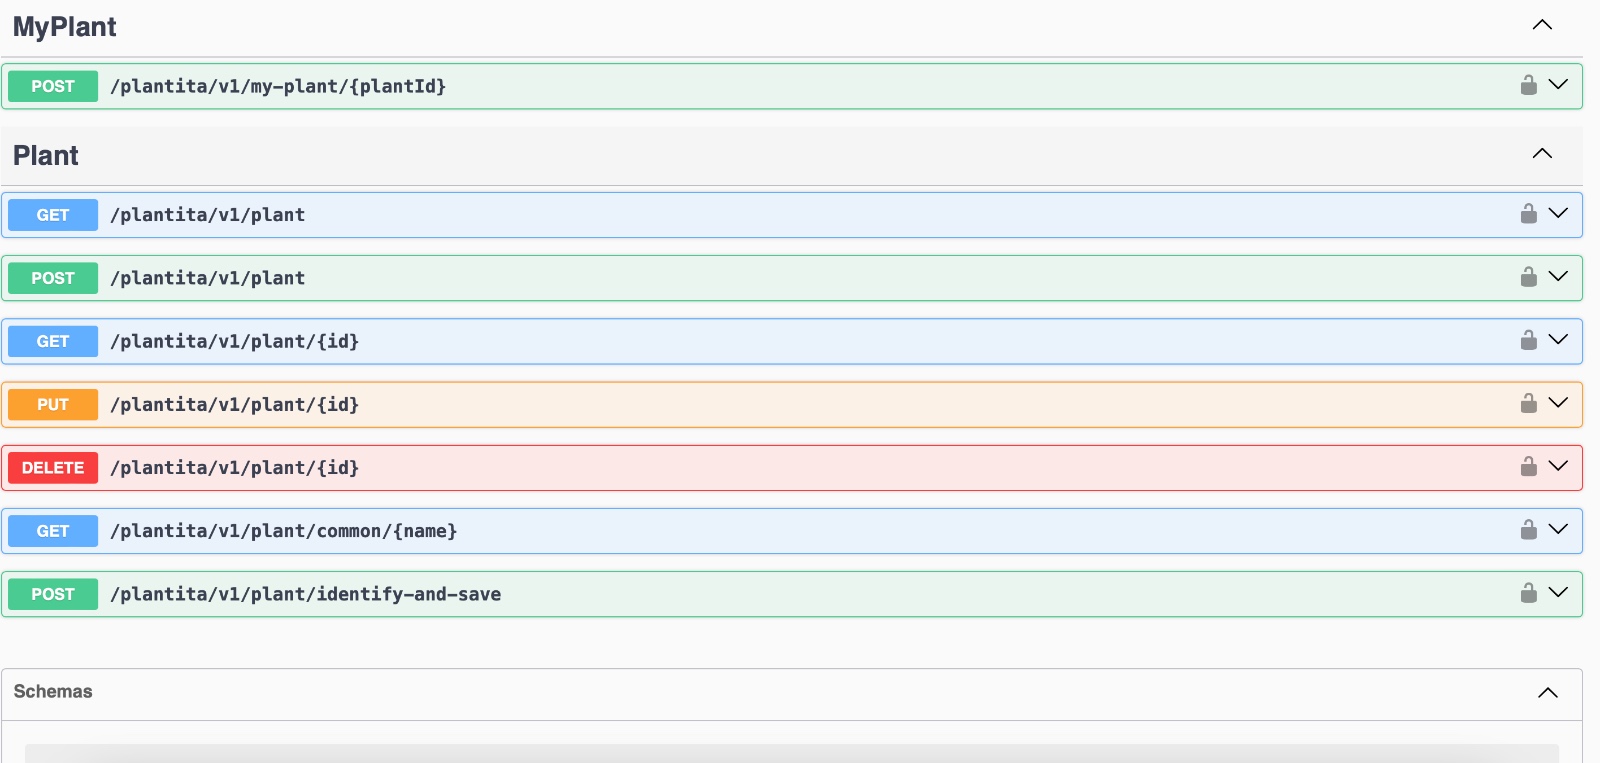 MyPlant
POST /plantita/v1/my-plant/{plantId}
Plant
GET /plantita/v1/plant
POST /plantita/v1/plant
GET /plantita/v1/plant/{id}
PUT /plantita/v1/plant/{id}
DELETE /plantita/v1/plant/{id}
GET /plantita/v1/plant/common/{name}
POST /plantita/v1/plant/identify-and-save
Schemas